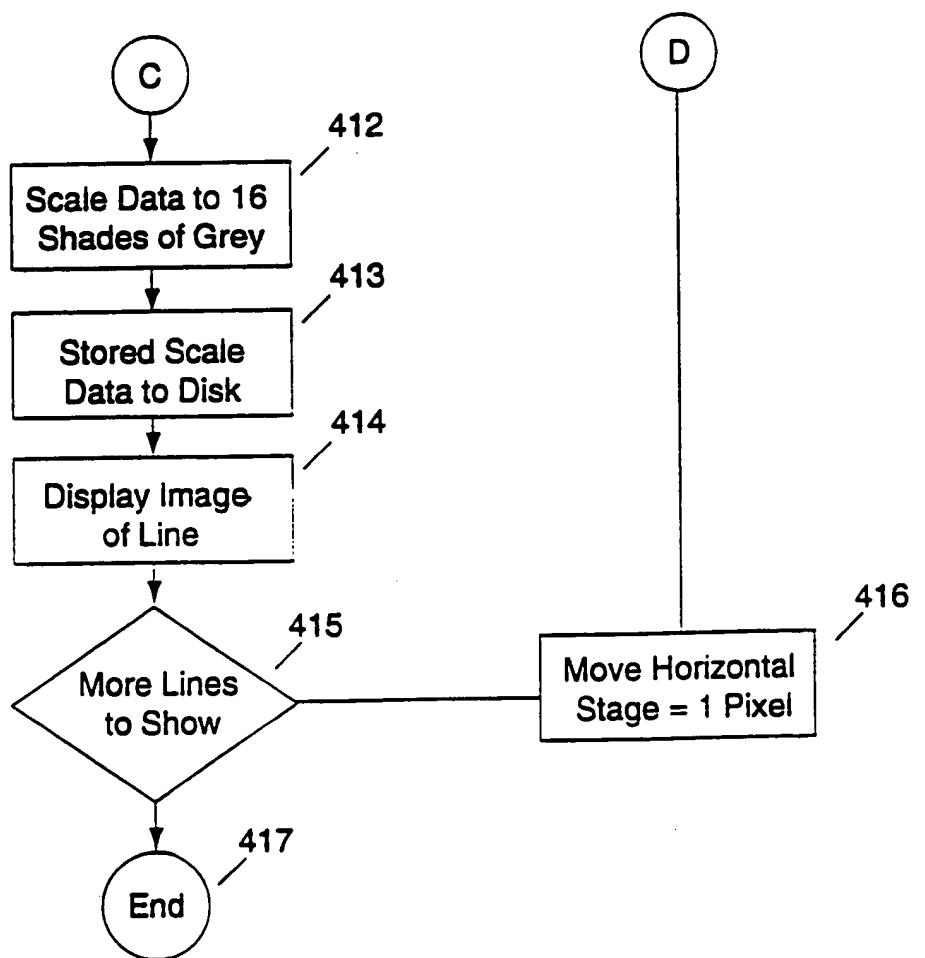 C
D
412
Scale Data to 16
Shades of Grey
413
Stored Scale
Data to Disk
414
Display Image
of Line
415
More Lines
to Show
416
Move Horizontal
Stage = 1 Pixel
417
End